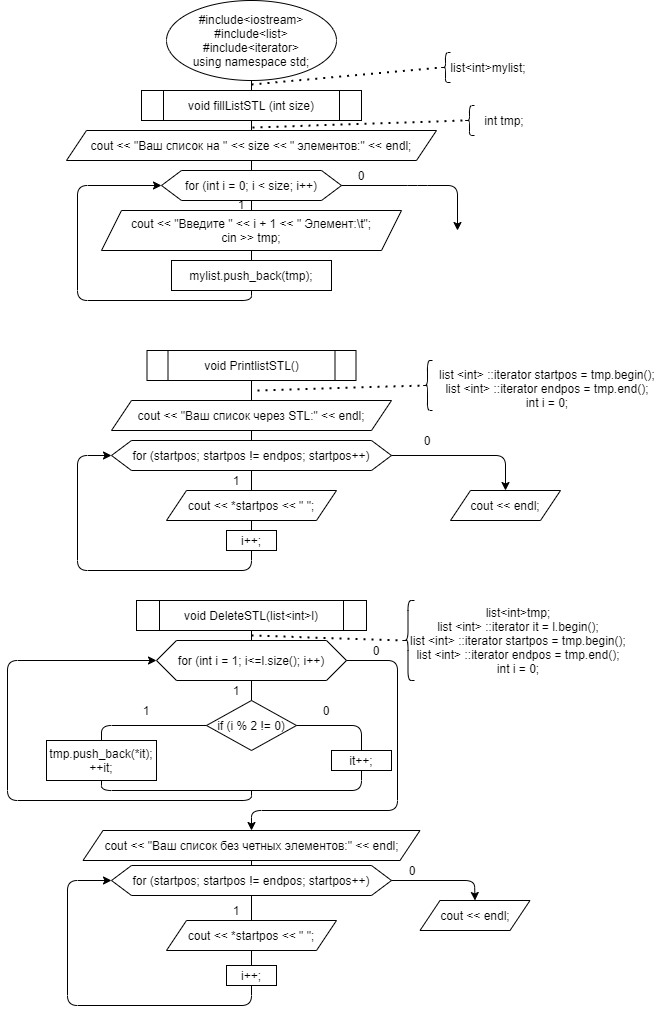 #include<iostream>
#include<list>
#include<iterator>
using namespace std;
list<int>mylist;
void fillListSTL (int size)
int tmp;
cout << "Ваш список на " << size << " элементов:" << endl;
for (int i = 0; i < size; i++)
0
1
cout << "Введите " << i + 1 << " Элемент:\t";
cin >> tmp;
mylist.push_back(tmp);
void PrintlistSTL()
list <int> ::iterator startpos = tmp.begin();
list <int> ::iterator endpos = tmp.end();
int i = 0;
cout << "Ваш список через STL:" << endl;
for (startpos; startpos != endpos; startpos++)
0
1
cout << *startpos << " ";
cout << endl;
i++;
void DeleteSTL(list<int>l)
list<int>tmp;
list <int> ::iterator it = l.begin();
list <int> ::iterator startpos = tmp.begin();
list <int> ::iterator endpos = tmp.end();
int i = 0;
for (int i = 1; i<=l.size(); i++)
0
1
if (i % 2 != 0)
1
0
tmp.push_back(*it);
++it;
it++;
cout << "Ваш список без четных элементов:" << endl;
for (startpos; startpos != endpos; startpos++)
0
1
cout << *startpos << " ";
cout << endl;
i++;